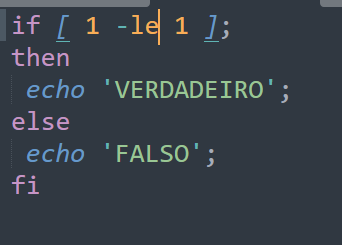 if [ 1 -le 1 ];
then
echo 'VERDADEIRO';
else
echo 'FALSO';
fi